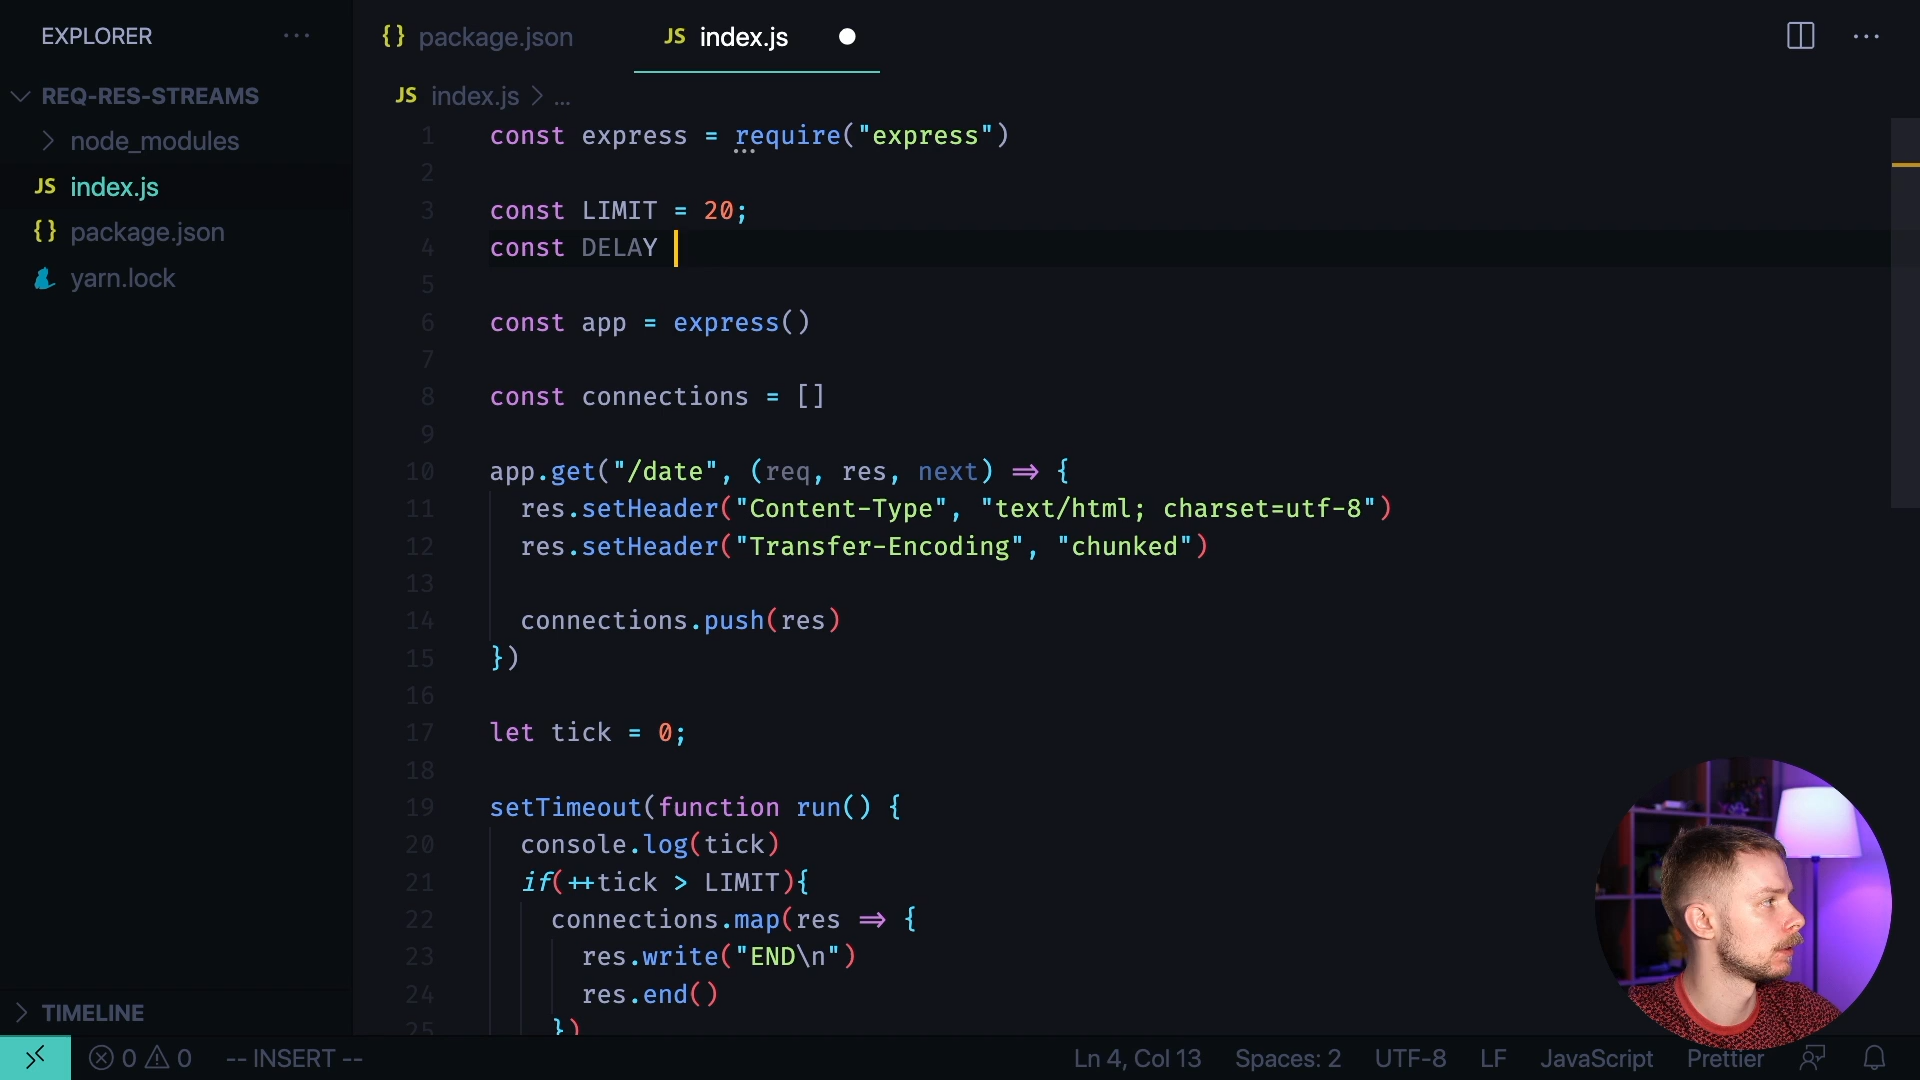 EXPLORER
···
REQ-RES-STREAMS
node_modules
JS index.js
{} package.json
yarn.lock
TIMELINE
{} package.json
JS index.js
···
JS index.js > ...
1 const express = require("express")
2
3 const LIMIT = 20;
4 const DELAY
5
6 const app = express()
7
8 const connections = []
9
10 app.get("/date", (req, res, next) => {
11 res.setHeader("Content-Type", "text/html; charset=utf-8")
12 res.setHeader("Transfer-Encoding", "chunked")
13
14 connections.push(res)
15 })
16
17 let tick = 0;
18
19 setTimeout(function run() {
20 console.log(tick)
21 if(++tick > LIMIT){
22 connections.map(res => {
23 res.write("END\n")
24 res.end()
25 })
0 0 -- INSERT -- Ln 4, Col 13 Spaces: 2 UTF-8 LF JavaScript Prettier